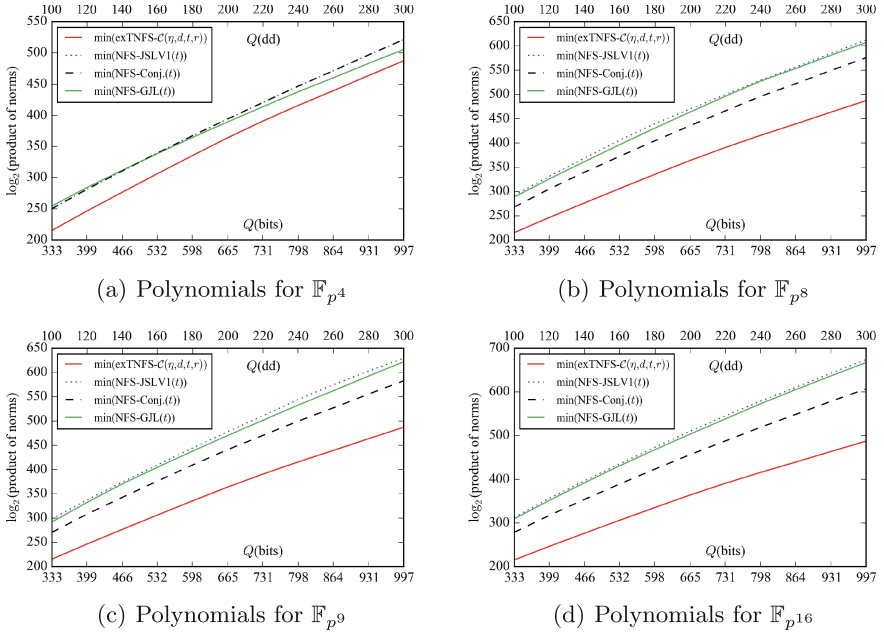 100 120 140 160 180 200 220 240 260 280 300
Q(dd)
550
500
450
400
350
300
250
200
log₂(product of norms)
min(exTNFS-𝒞(η,d,t,r))
min(NFS-JSLV1(t))
min(NFS-Conj.(t))
min(NFS-GJL(t))
Q(bits)
333 399 466 532 598 665 731 798 864 931 997
(a) Polynomials for 𝔽p⁴
100 120 140 160 180 200 220 240 260 280 300
Q(dd)
650
600
550
500
450
400
350
300
250
200
log₂(product of norms)
min(exTNFS-𝒞(η,d,t,r))
min(NFS-JSLV1(t))
min(NFS-Conj.(t))
min(NFS-GJL(t))
Q(bits)
333 399 466 532 598 665 731 798 864 931 997
(b) Polynomials for 𝔽p⁸
100 120 140 160 180 200 220 240 260 280 300
Q(dd)
650
600
550
500
450
400
350
300
250
200
log₂(product of norms)
min(exTNFS-𝒞(η,d,t,r))
min(NFS-JSLV1(t))
min(NFS-Conj.(t))
min(NFS-GJL(t))
Q(bits)
333 399 466 532 598 665 731 798 864 931 997
(c) Polynomials for 𝔽p⁹
100 120 140 160 180 200 220 240 260 280 300
Q(dd)
700
600
500
400
300
200
log₂(product of norms)
min(exTNFS-𝒞(η,d,t,r))
min(NFS-JSLV1(t))
min(NFS-Conj.(t))
min(NFS-GJL(t))
Q(bits)
333 399 466 532 598 665 731 798 864 931 997
(d) Polynomials for 𝔽p¹⁶